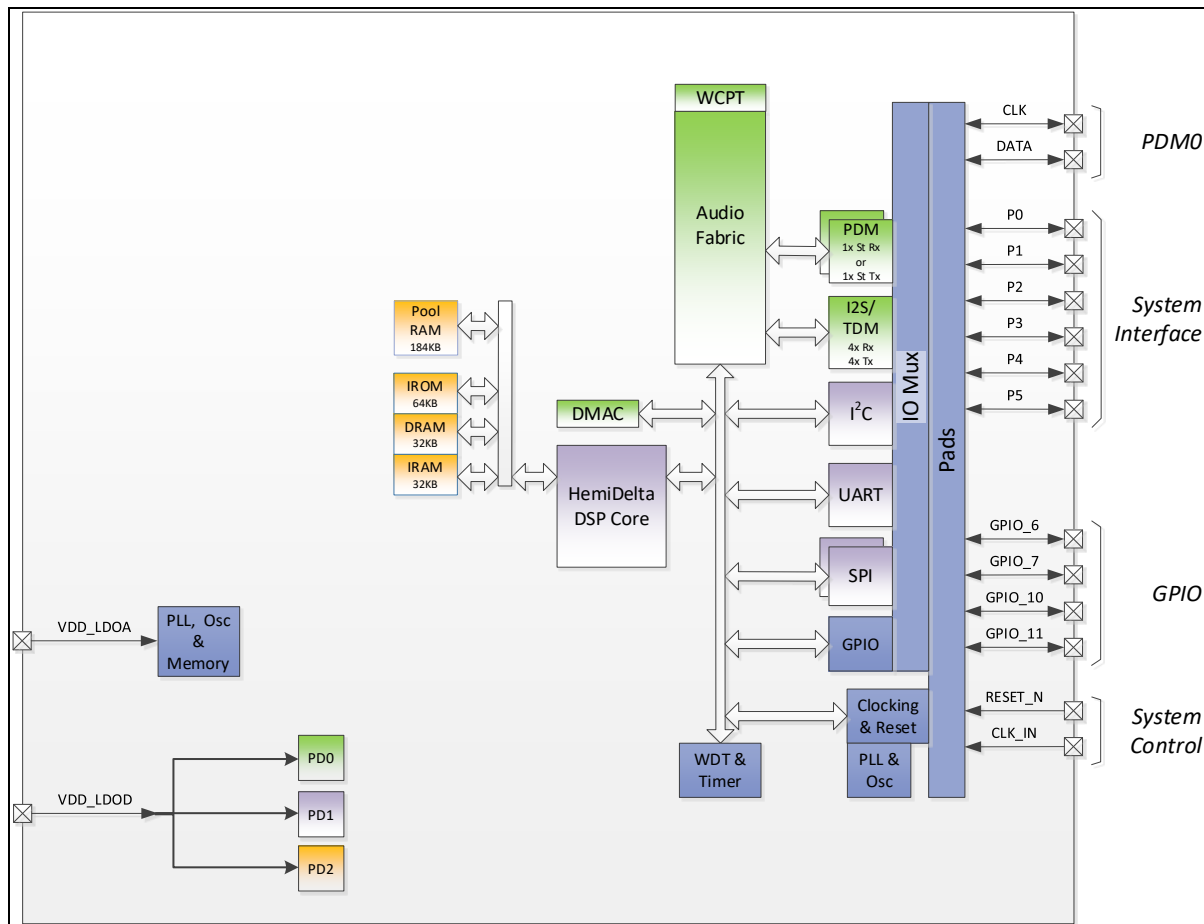 WCPT
Audio
Fabric
PDM
1x St Rx
or
1x St Tx
I2S/
TDM
4x Rx
4x Tx
I²C
UART
SPI
GPIO
IO Mux
Pads
Clocking
& Reset
PLL &
Osc
WDT &
Timer
DMAC
HemiDelta
DSP Core
Pool
RAM
184KB
IROM
64KB
DRAM
32KB
IRAM
32KB
CLK
DATA
PDM0
P0
P1
P2
P3
P4
P5
System
Interface
GPIO_6
GPIO_7
GPIO_10
GPIO_11
GPIO
RESET_N
CLK_IN
System
Control
VDD_LDOA
PLL, Osc
&
Memory
VDD_LDOD
PD0
PD1
PD2